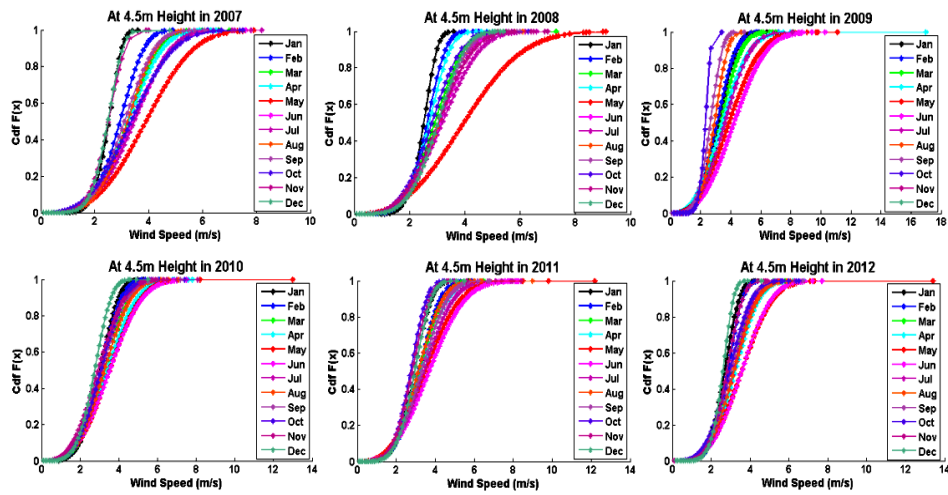 At 4.5m Height in 2007
Cdf F(x)
1
0.8
0.6
0.4
0.2
0
0 2 4 6 8 10
Wind Speed (m/s)
Jan
Feb
Mar
Apr
May
Jun
Jul
Aug
Sep
Oct
Nov
Dec
At 4.5m Height in 2008
Cdf F(x)
1
0.8
0.6
0.4
0.2
0
0 2 4 6 8 10
Wind Speed (m/s)
Jan
Feb
Mar
Apr
May
Jun
Jul
Aug
Sep
Oct
Nov
Dec
At 4.5m Height in 2009
Cdf F(x)
1
0.8
0.6
0.4
0.2
0
0 2 4 6 8 10 12 14 16 18
Wind Speed (m/s)
Jan
Feb
Mar
Apr
May
Jun
Jul
Aug
Sep
Oct
Nov
Dec
At 4.5m Height in 2010
Cdf F(x)
1
0.8
0.6
0.4
0.2
0
0 2 4 6 8 10 12 14
Wind Speed (m/s)
Jan
Feb
Mar
Apr
May
Jun
Jul
Aug
Sep
Oct
Nov
Dec
At 4.5m Height in 2011
Cdf F(x)
1
0.8
0.6
0.4
0.2
0
0 2 4 6 8 10 12 14
Wind Speed (m/s)
Jan
Feb
Mar
Apr
May
Jun
Jul
Aug
Sep
Oct
Nov
Dec
At 4.5m Height in 2012
Cdf F(x)
1
0.8
0.6
0.4
0.2
0
0 2 4 6 8 10 12 14
Wind Speed (m/s)
Jan
Feb
Mar
Apr
May
Jun
Jul
Aug
Sep
Oct
Nov
Dec